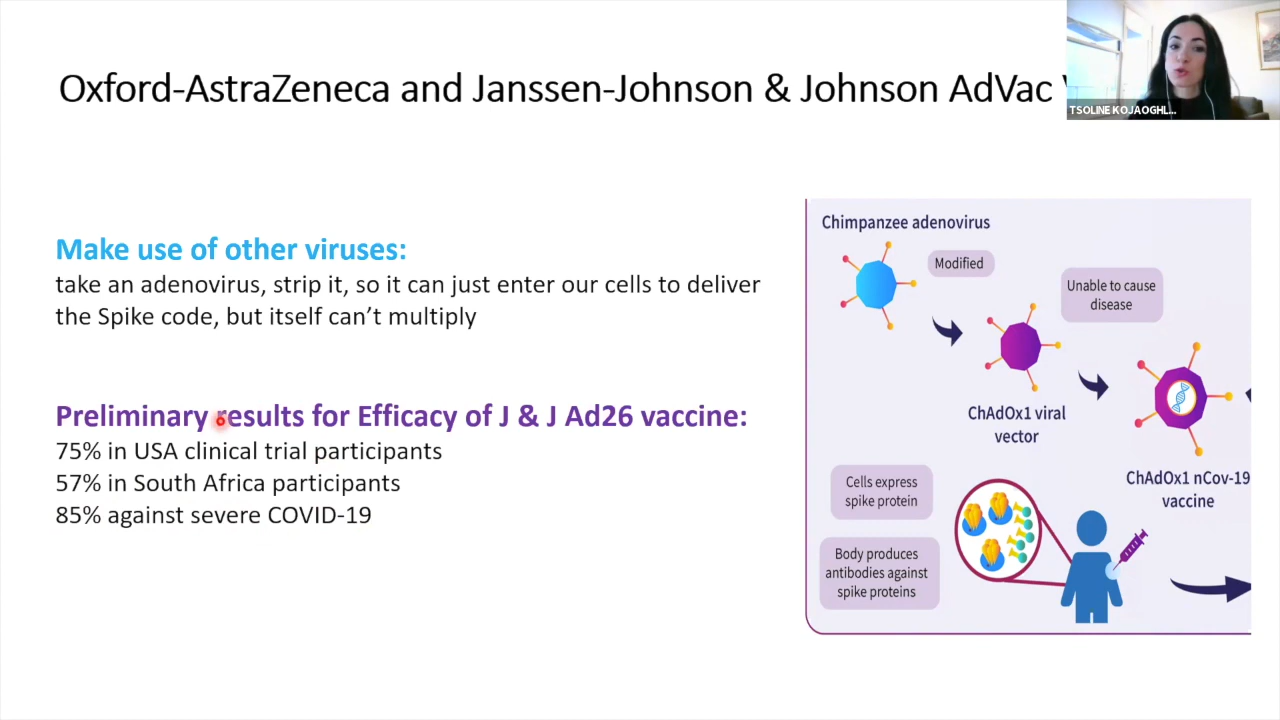 Oxford-AstraZeneca and Janssen-Johnson & Johnson AdVac
TSOLINE KOJAOGHL...
Make use of other viruses:
take an adenovirus, strip it, so it can just enter our cells to deliver
the Spike code, but itself can't multiply
Preliminary results for Efficacy of J & J Ad26 vaccine:
75% in USA clinical trial participants
57% in South Africa participants
85% against severe COVID-19
Chimpanzee adenovirus
Modified
Unable to cause
disease
ChAdOx1 viral
vector
ChAdOx1 nCov-19
vaccine
Cells express
spike protein
Body produces
antibodies against
spike proteins